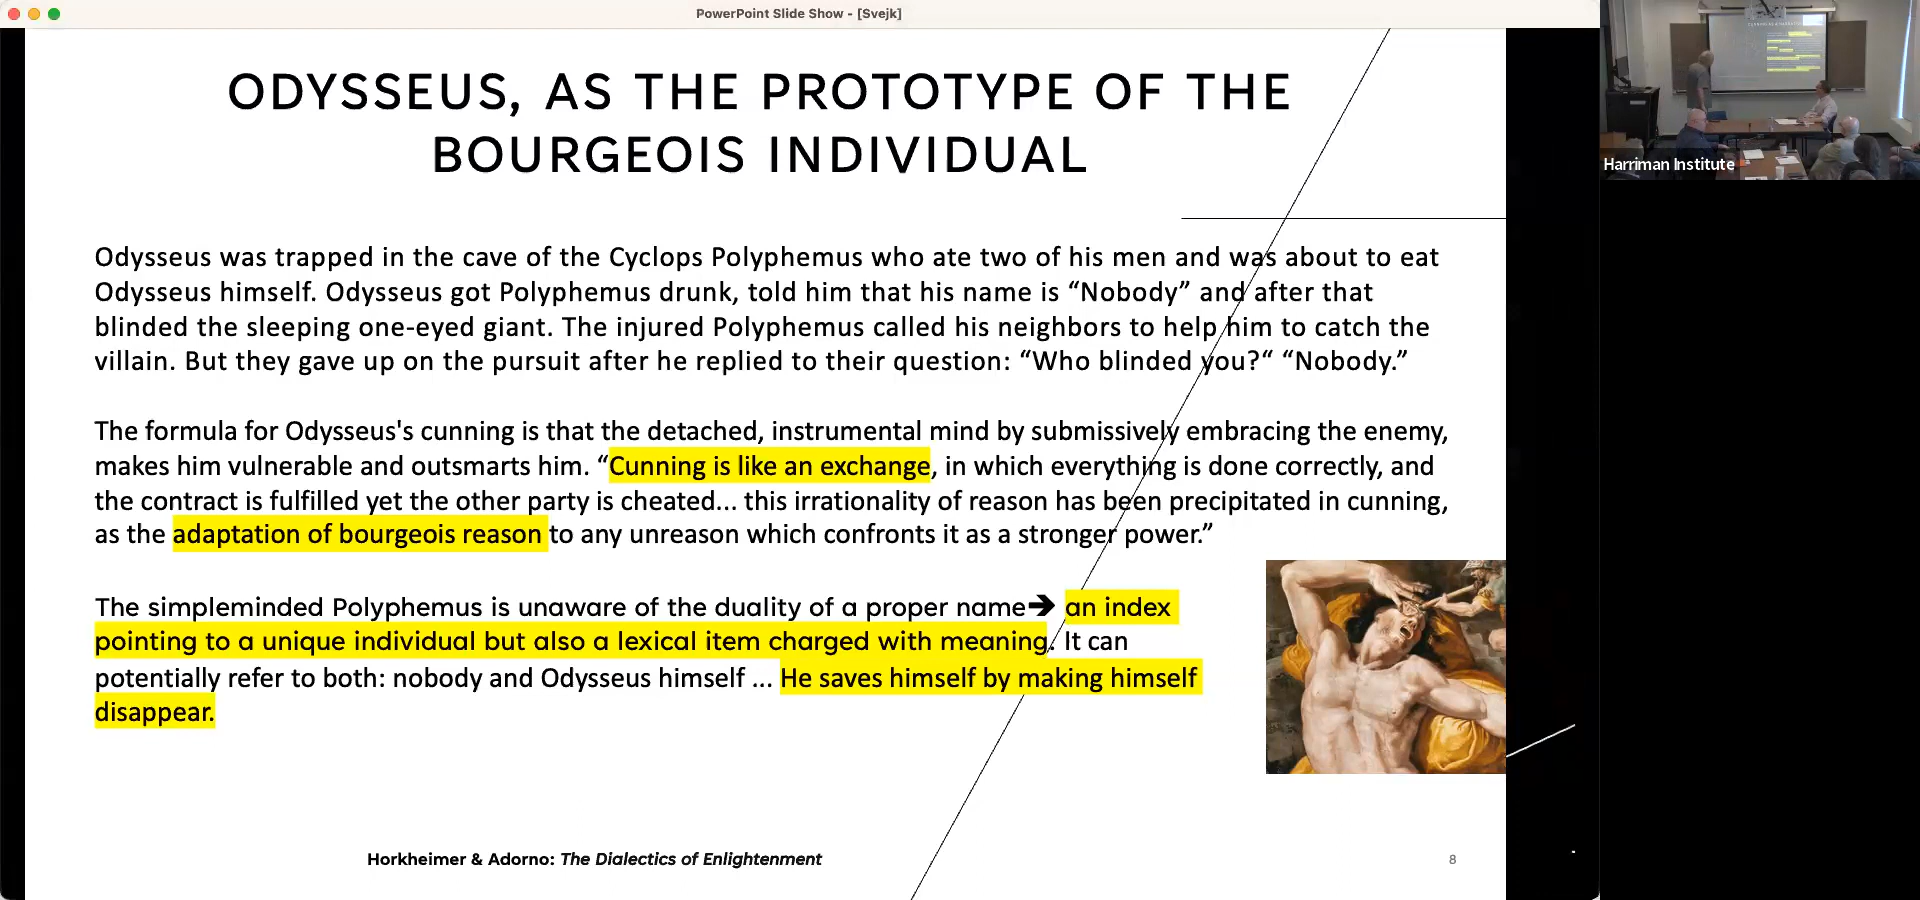 PowerPoint Slide Show - [Svejk]
ODYSSEUS, AS THE PROTOTYPE OF THE
BOURGEOIS INDIVIDUAL
Odysseus was trapped in the cave of the Cyclops Polyphemus who ate two of his men and was about to eat
Odysseus himself. Odysseus got Polyphemus drunk, told him that his name is “Nobody” and after that
blinded the sleeping one-eyed giant. The injured Polyphemus called his neighbors to help him to catch the
villain. But they gave up on the pursuit after he replied to their question: “Who blinded you?“ “Nobody.”
The formula for Odysseus's cunning is that the detached, instrumental mind by submissively embracing the enemy,
makes him vulnerable and outsmarts him. “Cunning is like an exchange, in which everything is done correctly, and
the contract is fulfilled yet the other party is cheated... this irrationality of reason has been precipitated in cunning,
as the adaptation of bourgeois reason to any unreason which confronts it as a stronger power.”
The simpleminded Polyphemus is unaware of the duality of a proper name➔ an index
pointing to a unique individual but also a lexical item charged with meaning. It can
potentially refer to both: nobody and Odysseus himself ... He saves himself by making himself
disappear.
Horkheimer & Adorno: The Dialectics of Enlightenment
8
Harriman Institute